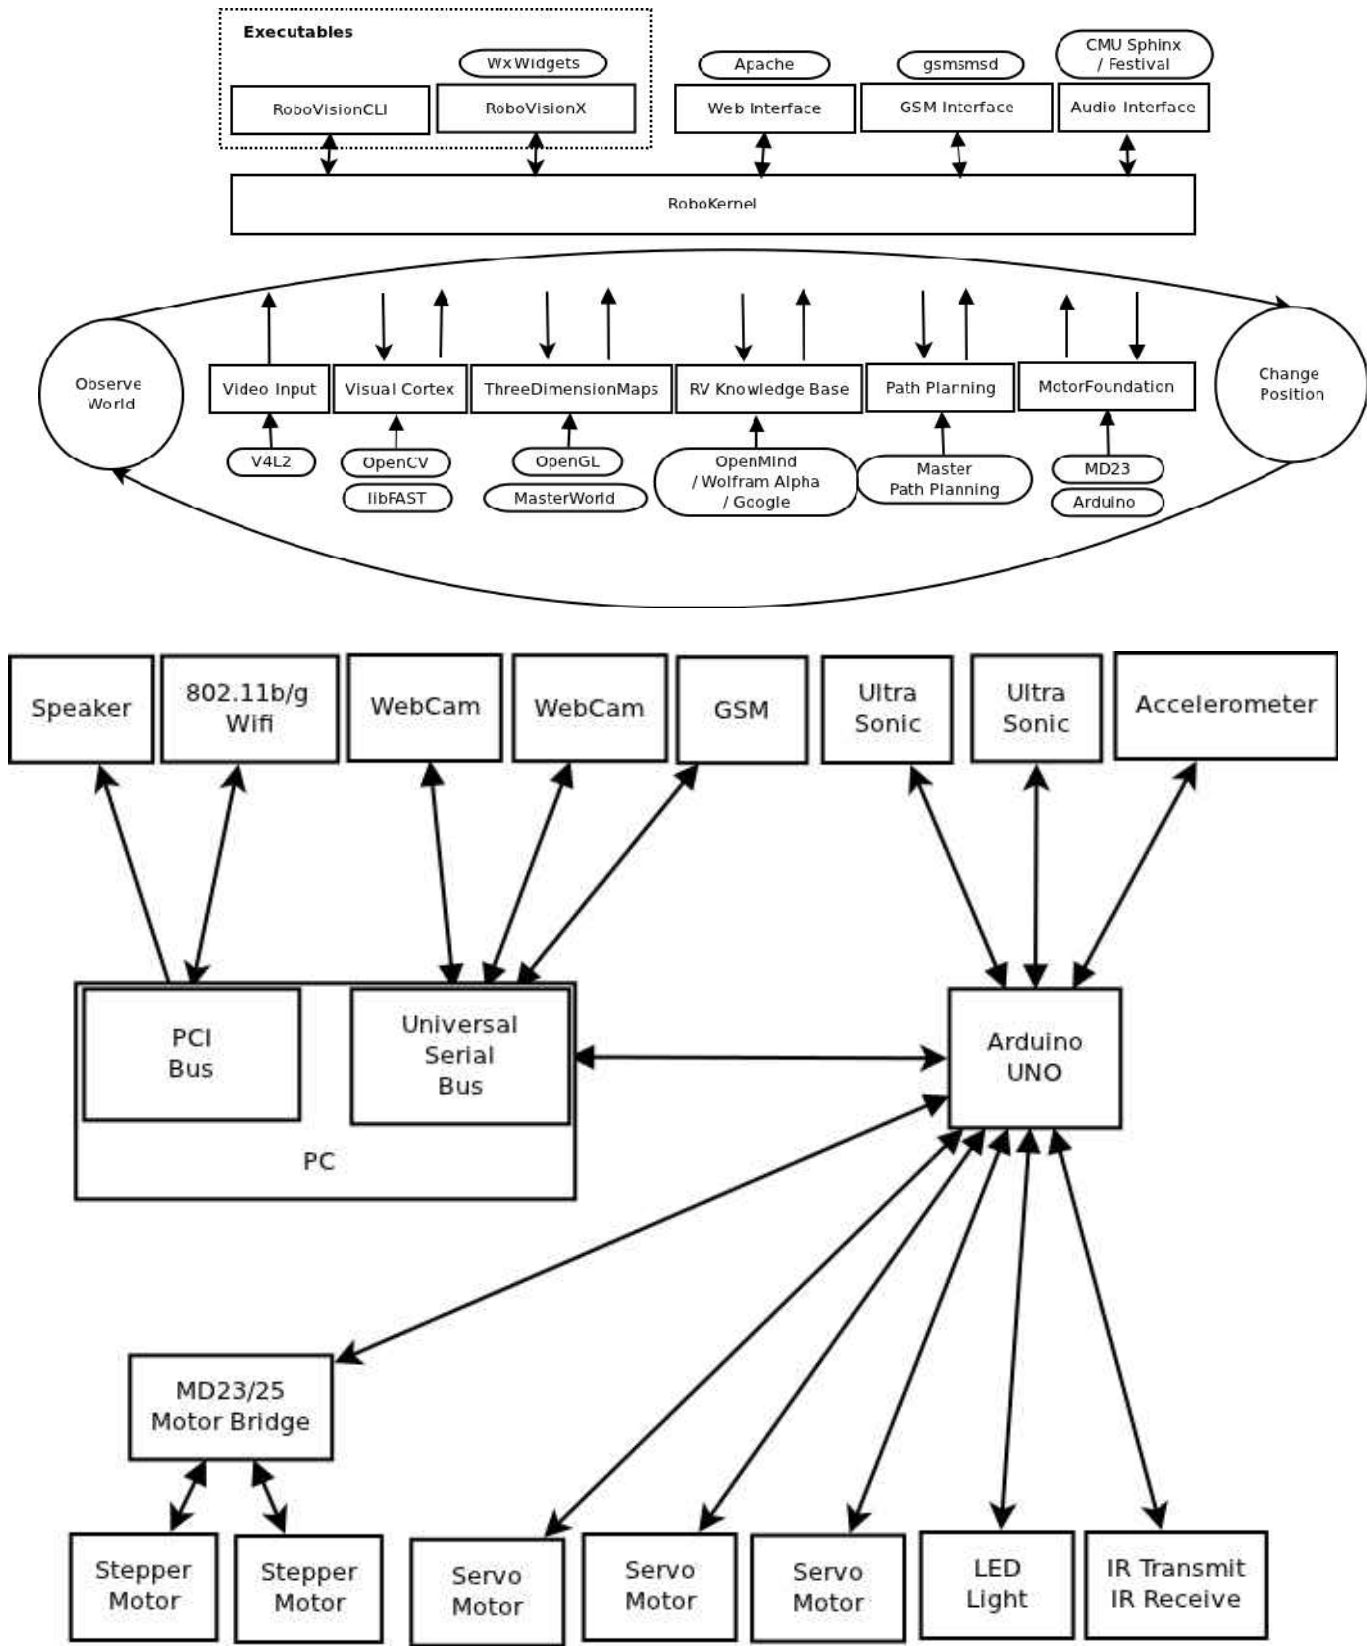 Executables
WxWidgets
Apache
gsmsmsd
CMU Sphinx
/ Festival
RoboVisionCLI
RoboVisionX
Web Interface
GSM Interface
Audio Interface
RoboKernel
Observe
World
Video Input
Visual Cortex
ThreeDimensionMaps
RV Knowledge Base
Path Planning
MotorFoundation
Change
Position
V4L2
OpenCV
libFAST
OpenGL
MasterWorld
OpenMind
/ Wolfram Alpha
/ Google
Master
Path Planning
MD23
Arduino
Speaker
802.11b/g
Wifi
WebCam
WebCam
GSM
Ultra
Sonic
Ultra
Sonic
Accelerometer
PCI
Bus
Universal
Serial
Bus
PC
Arduino
UNO
MD23/25
Motor Bridge
Stepper
Motor
Stepper
Motor
Servo
Motor
Servo
Motor
Servo
Motor
LED
Light
IR Transmit
IR Receive